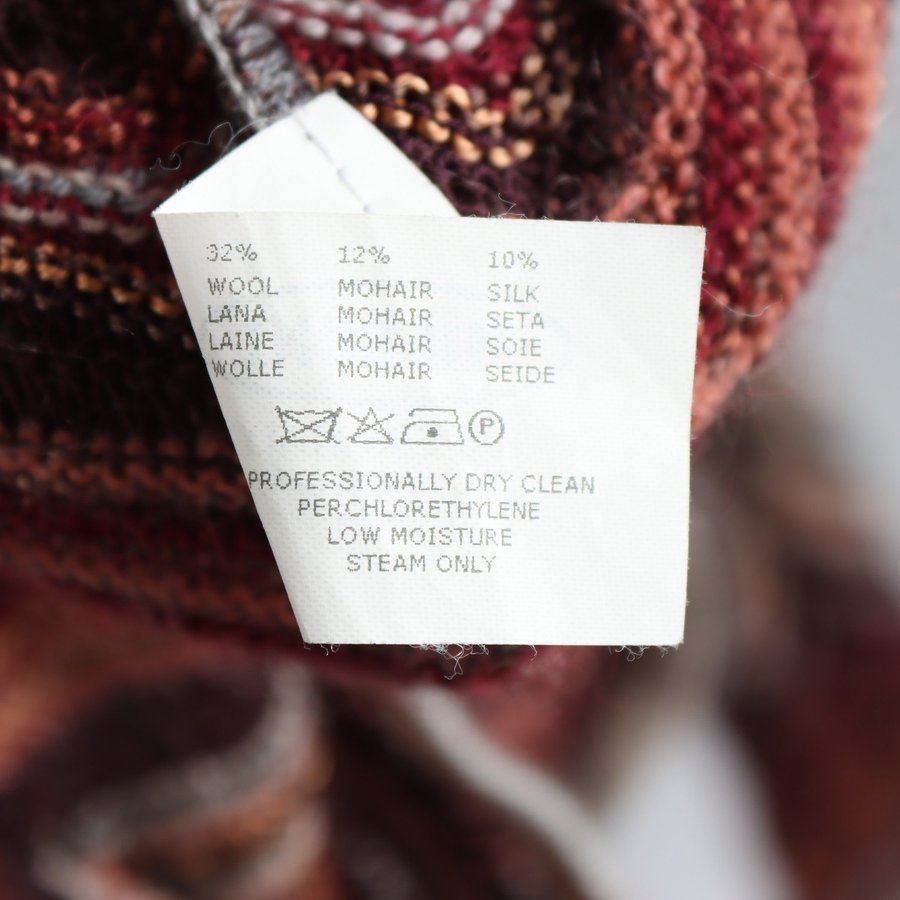 32% 12% 10%
WOOL MOHAIR SILK
LANA MOHAIR SETA
LAINE MOHAIR SOIE
WOLLE MOHAIR SEIDE
P
PROFESSIONALLY DRY CLEAN
PERCHLORETHYLENE
LOW MOISTURE
STEAM ONLY